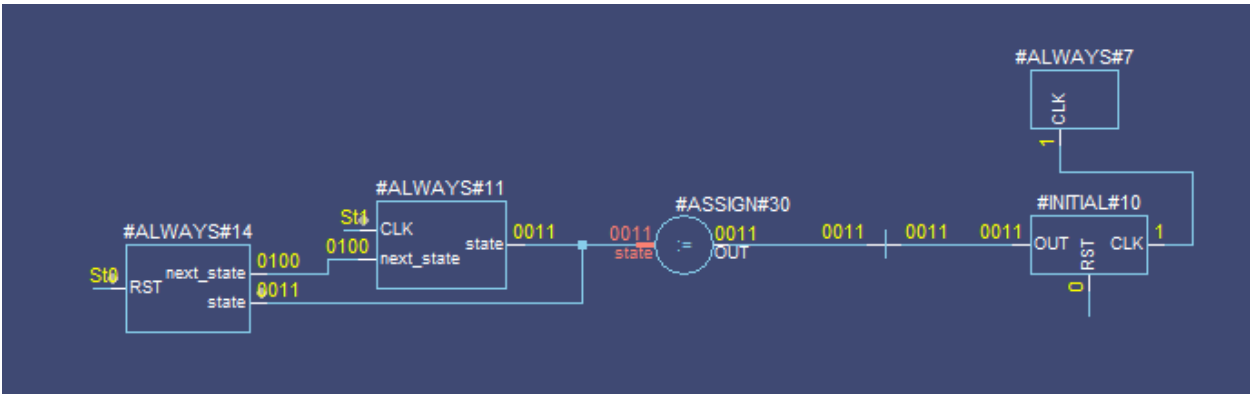 #ALWAYS#7
CLK
1
#ALWAYS#11
#ASSIGN#30
#INITIAL#10
#ALWAYS#14
St1
CLK
state
0011
0011
state
:=
0011
OUT
0011
0011
0011
OUT
RST
CLK
1
0
0100
next_state
St0
RST
next_state
0100
state
0011